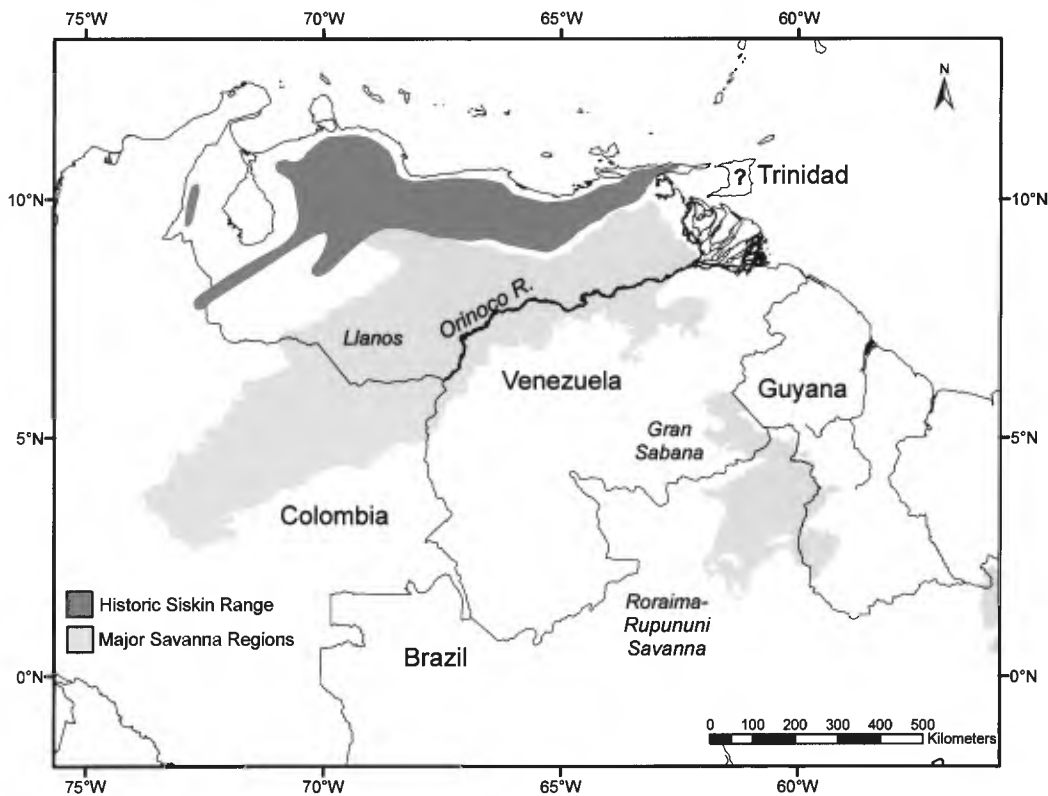 75°W 70°W 65°W 60°W
N
10°N 10°N
? Trinidad
Orinoco R.
Llanos
Venezuela
Guyana
5°N 5°N
Gran
Sabana
Colombia
Historic Siskin Range
Major Savanna Regions
Roraima-
Rupununi
Savanna
Brazil
0°N 0°N
0 100 200 300 400 500
Kilometers
75°W 70°W 65°W 60°W